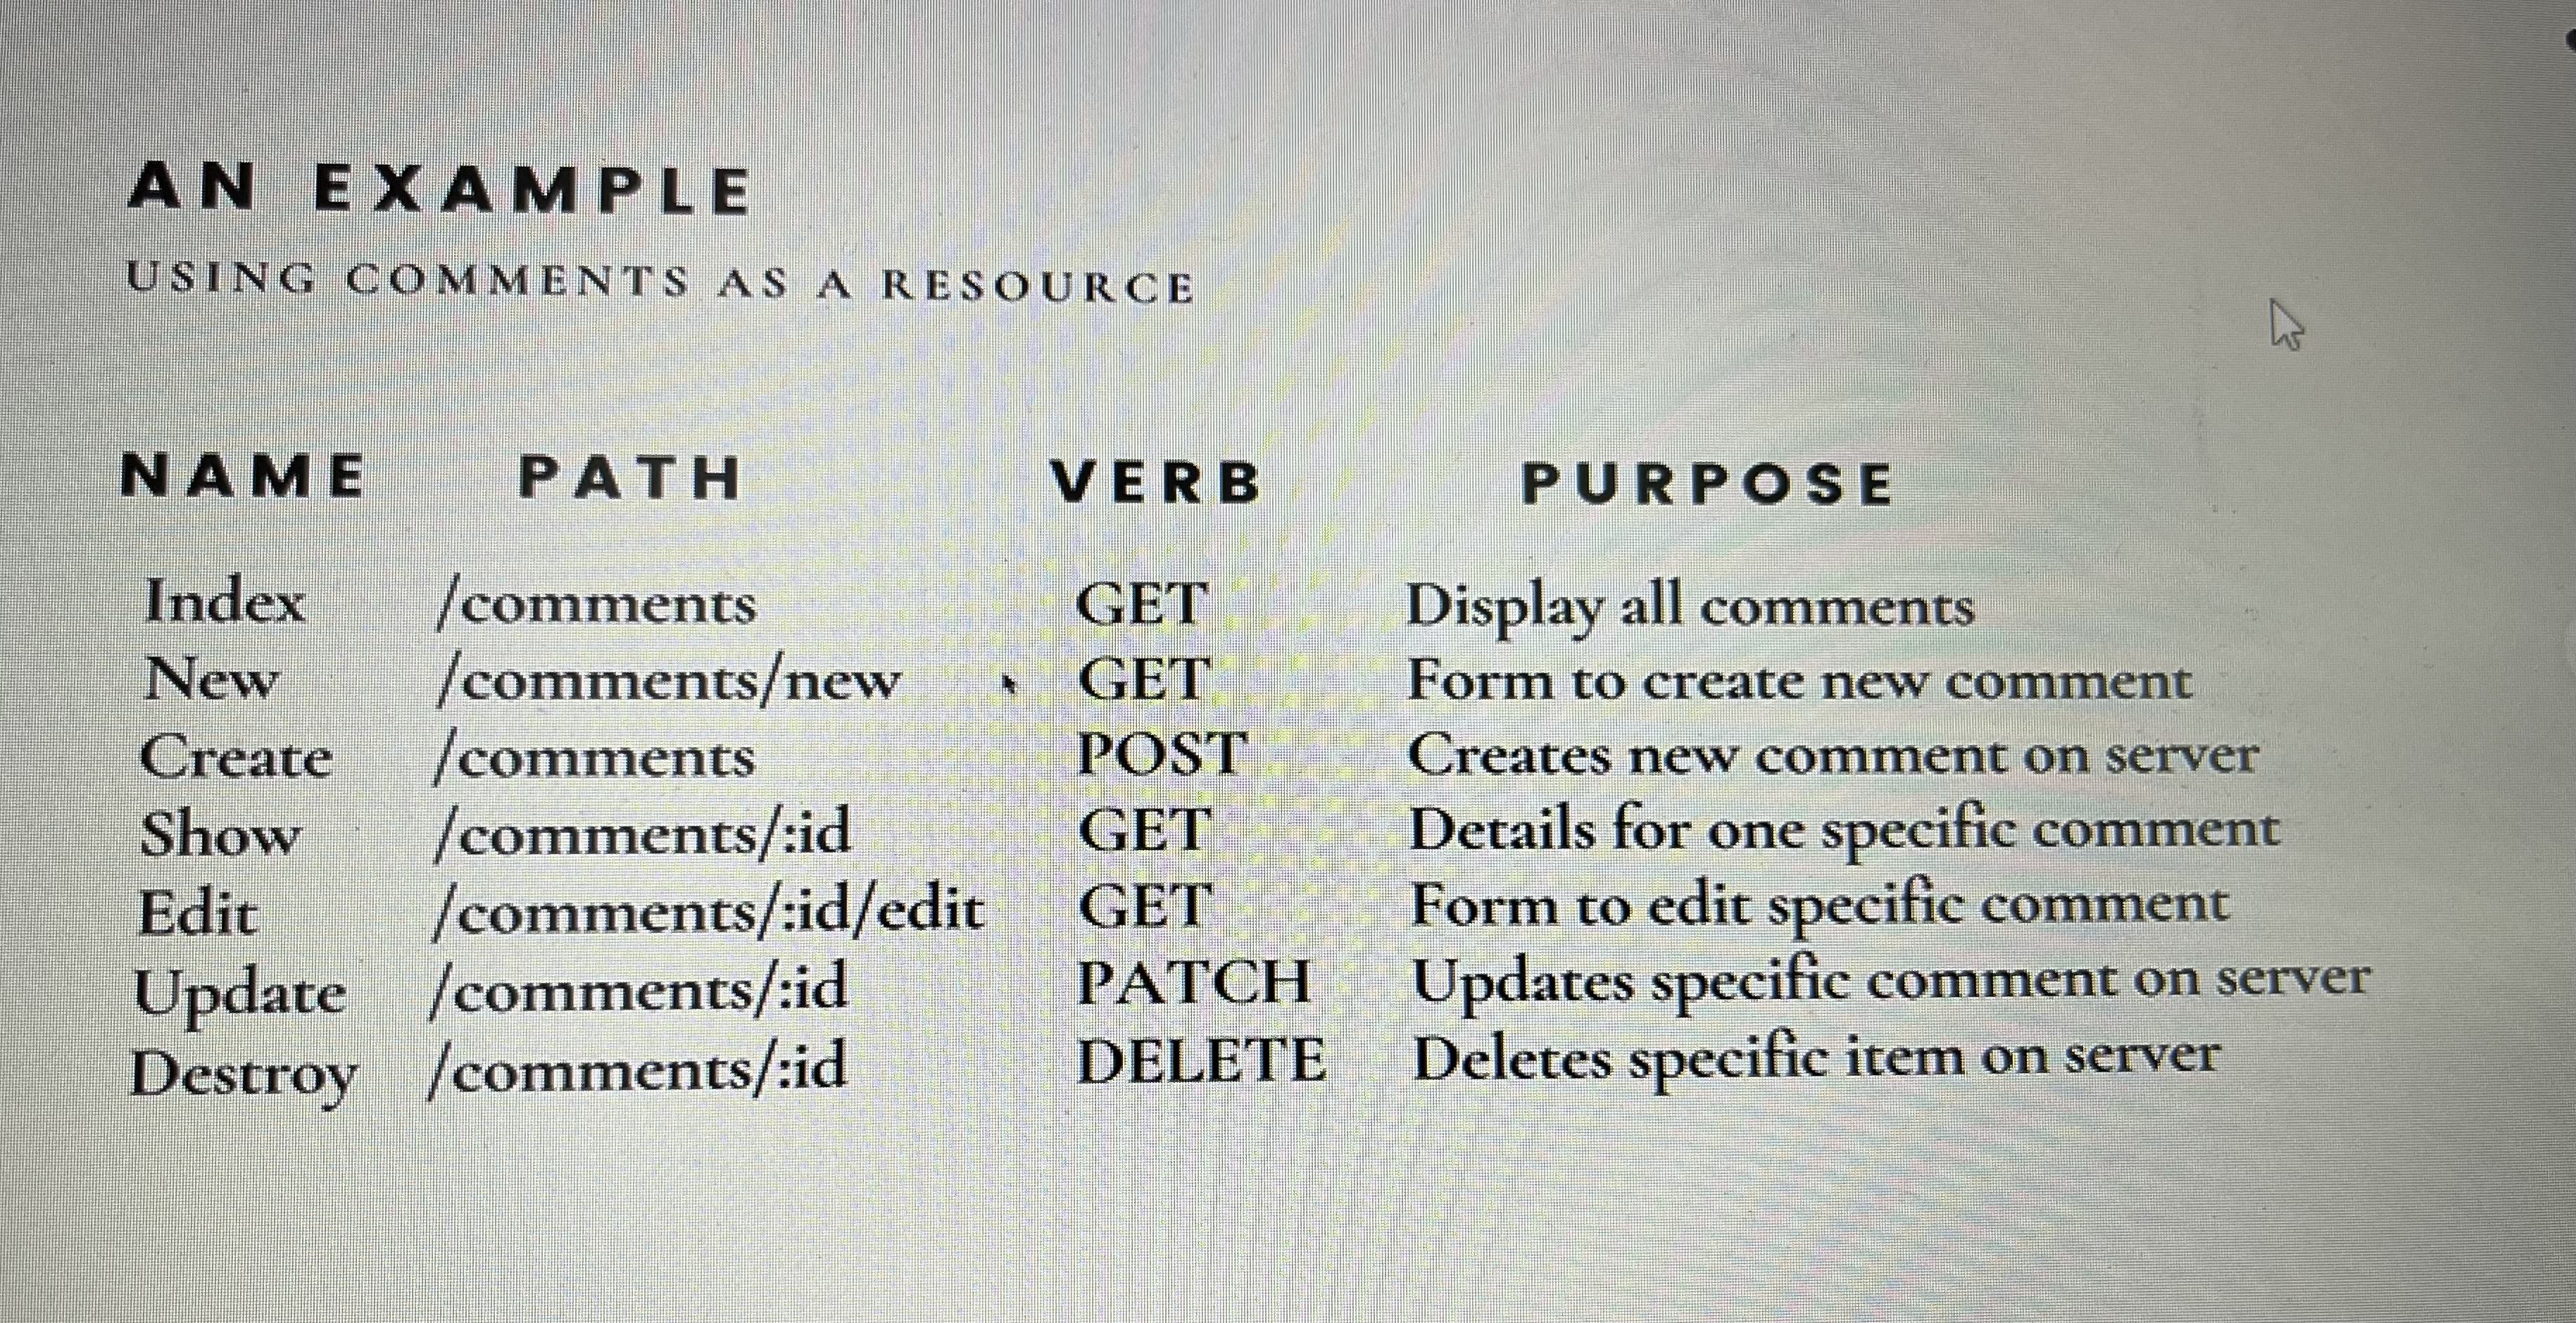 AN EXAMPLE
USING COMMENTS AS A RESOURCE
NAME PATH VERB PURPOSE
Index /comments GET Display all comments
New /comments/new GET Form to create new comment
Create /comments POST Creates new comment on server
Show /comments/:id GET Details for one specific comment
Edit /comments/:id/edit GET Form to edit specific comment
Update /comments/:id PATCH Updates specific comment on server
Destroy /comments/:id DELETE Deletes specific item on server